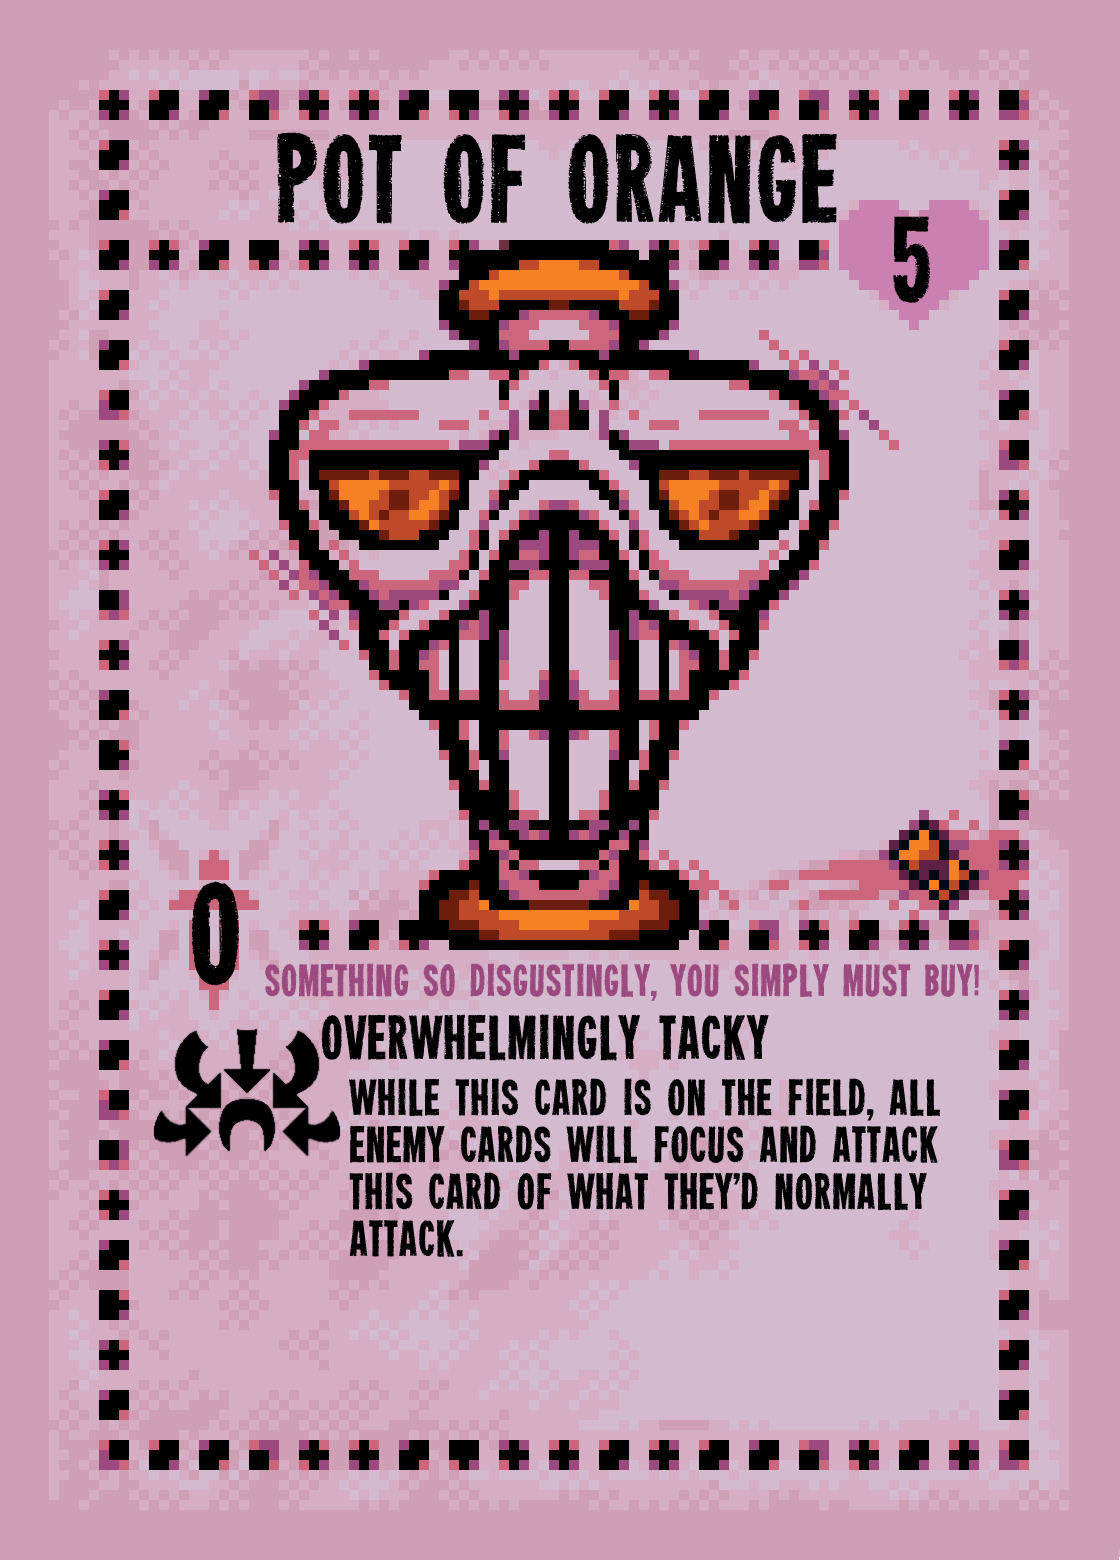 POT OF ORANGE
5
0
SOMETHING SO DISGUSTINGLY, YOU SIMPLY MUST BUY!
OVERWHELMINGLY TACKY
WHILE THIS CARD IS ON THE FIELD, ALL
ENEMY CARDS WILL FOCUS AND ATTACK
THIS CARD OF WHAT THEY'D NORMALLY
ATTACK.